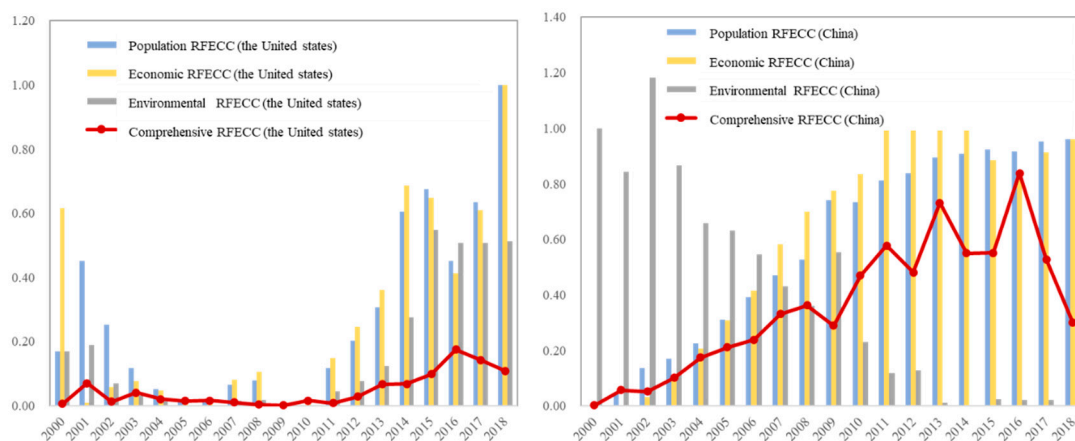 1.20
Population RFECC (the United states)
Economic RFECC (the United states)
1.00
Environmental RFECC (the United states)
Comprehensive RFECC (the United states)
0.80
0.60
0.40
0.20
0.00
2000 2001 2002 2003 2004 2005 2006 2007 2008 2009 2010 2011 2012 2013 2014 2015 2016 2017 2018
1.40
Population RFECC (China)
Economic RFECC (China)
1.20
Environmental RFECC (China)
Comprehensive RFECC (China)
1.00
0.80
0.60
0.40
0.20
0.00
2000 2001 2002 2003 2004 2005 2006 2007 2008 2009 2010 2011 2012 2013 2014 2015 2016 2017 2018